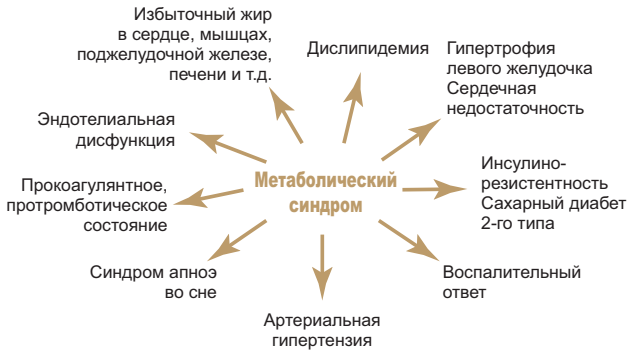 Избыточный жир
в сердце, мышцах,
поджелудочной железе,
печени и т.д.
Дислипидемия
Гипертрофия
левого желудочка
Сердечная
недостаточность
Эндотелиальная
дисфункция
Инсулино-
резистентность
Сахарный диабет
2-го типа
Метаболический
синдром
Прокоагулянтное,
протромботическое
состояние
Синдром апноэ
во сне
Воспалительный
ответ
Артериальная
гипертензия